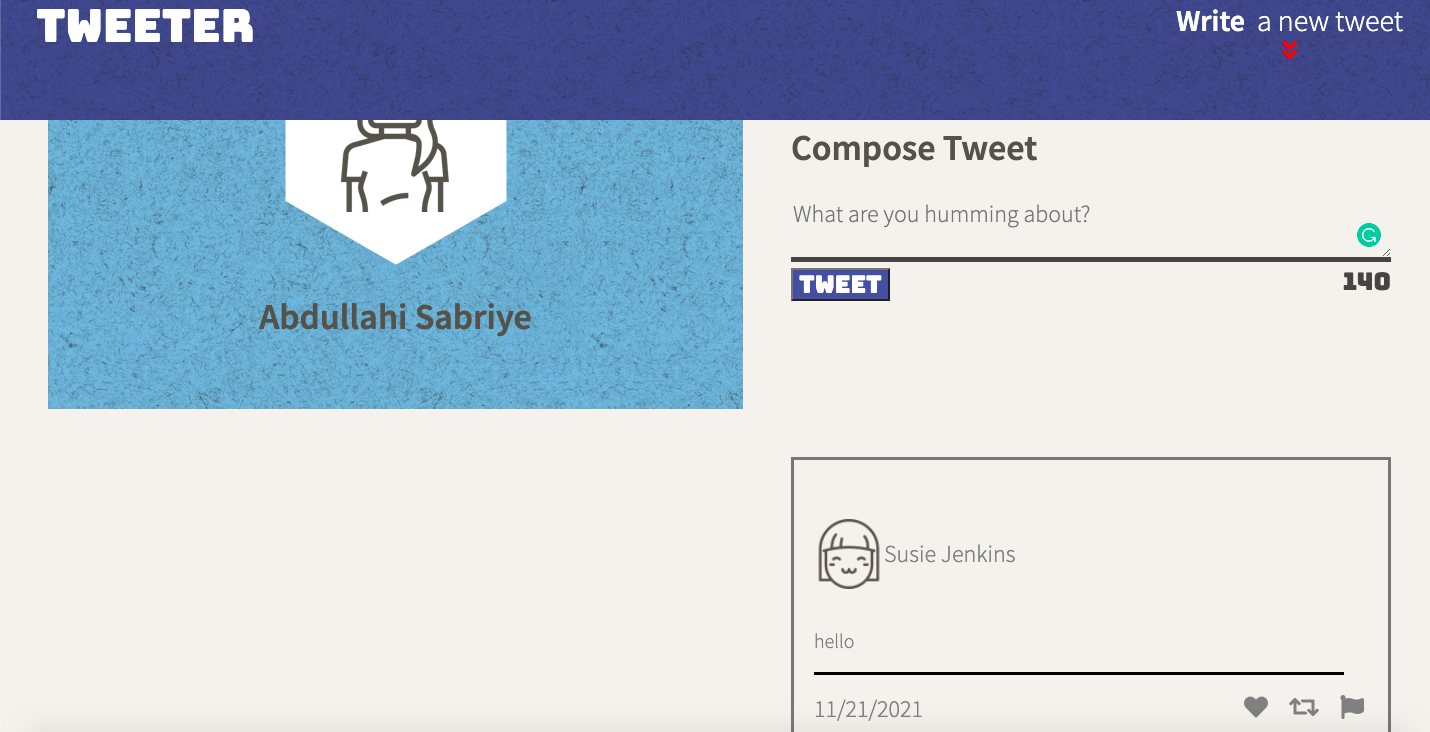 TWEETER
Write a new tweet
Abdullahi Sabriye
Compose Tweet
What are you humming about?
TWEET
140
Susie Jenkins
hello
11/21/2021